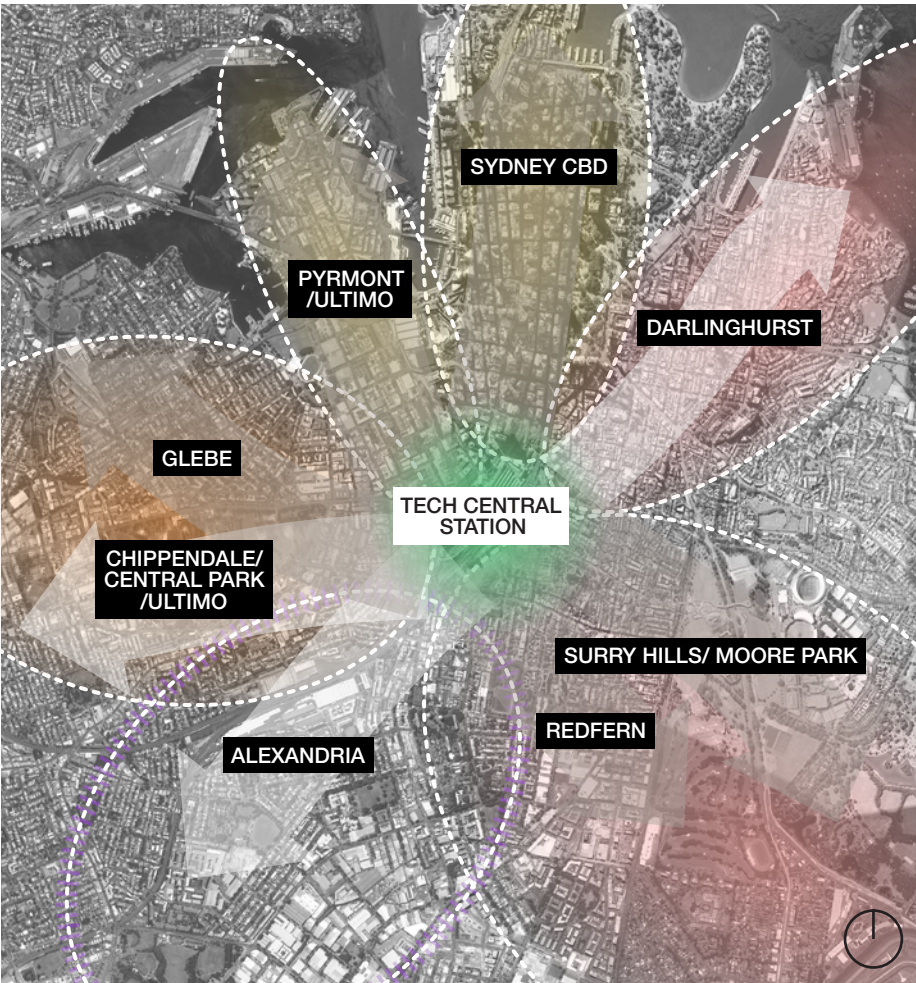 SYDNEY CBD
PYRMONT
/ULTIMO
DARLINGHURST
GLEBE
TECH CENTRAL
STATION
CHIPPENDALE/
CENTRAL PARK
/ULTIMO
SURRY HILLS/ MOORE PARK
REDFERN
ALEXANDRIA